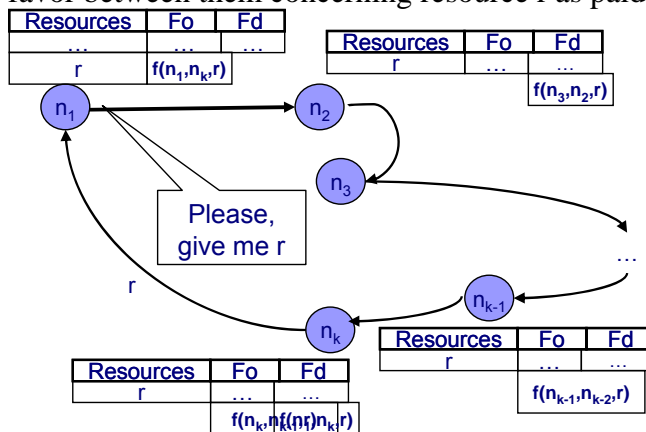 favor between them concerning resource r as paid
Resources Fo Fd
... ... ...
r f(n1,nk,r)
Resources Fo Fd
r ... ...
f(n3,n2,r)
n1
n2
n3
Please,
give me r
...
r
nk-1
nk
Resources Fo Fd
r ... ...
f(nk-1,nk-2,r)
Resources Fo Fd
r ... ...